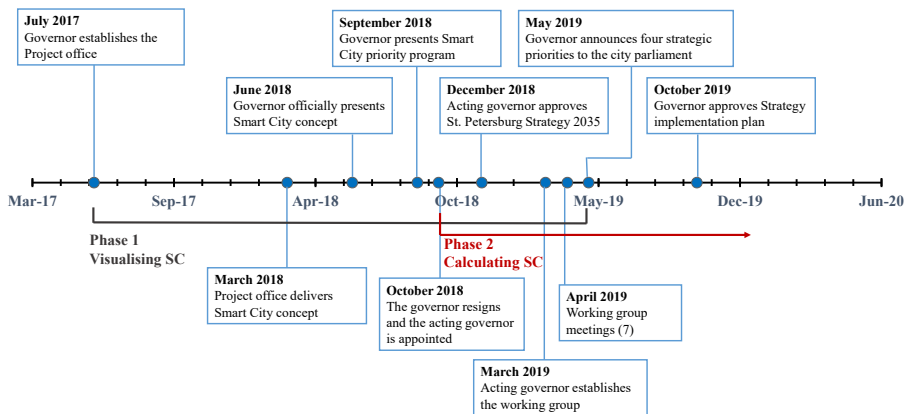 July 2017
Governor establishes the
Project office
September 2018
Governor presents Smart
City priority program
May 2019
Governor announces four strategic
priorities to the city parliament
June 2018
Governor officially presents
Smart City concept
December 2018
Acting governor approves
St. Petersburg Strategy 2035
October 2019
Governor approves Strategy
implementation plan
Mar-17
Sep-17
Apr-18
Oct-18
May-19
Dec-19
Jun-20
Phase 1
Visualising SC
Phase 2
Calculating SC
March 2018
Project office delivers
Smart City concept
October 2018
The governor resigns
and the acting governor
is appointed
April 2019
Working group
meetings (7)
March 2019
Acting governor establishes
the working group